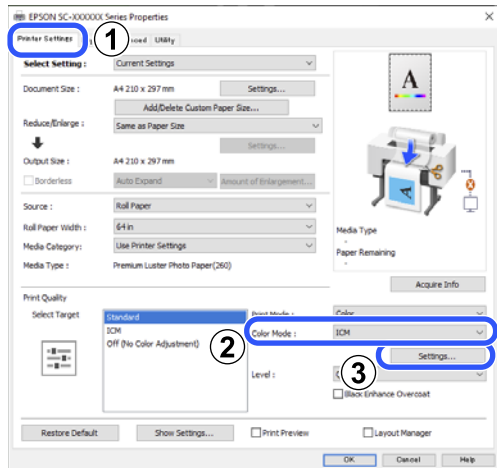 EPSON SC-XXXXXX Series Properties
Printer Settings
1
Utility
Select Setting :
Current Settings
Document Size :
A4 210 x 297 mm
Settings...
Add/Delete Custom Paper Size...
Reduce/Enlarge :
Same as Paper Size
Settings...
Output Size :
A4 210 x 297 mm
Borderless
Auto Expand
Amount of Enlargement...
Source :
Roll Paper
Roll Paper Width :
64 in
Media Category:
Use Printer Settings
Media Type :
Premium Luster Photo Paper(260)
A
A
Media Type
-
Paper Remaining
-
Acquire Info
Print Quality
Select Target
Standard
ICM
Off (No Color Adjustment)
Print Mode :
Color
2
Color Mode :
ICM
Settings...
3
Level :
Black Enhance Overcoat
Restore Default
Show Settings...
Print Preview
Layout Manager
OK
Cancel
Help